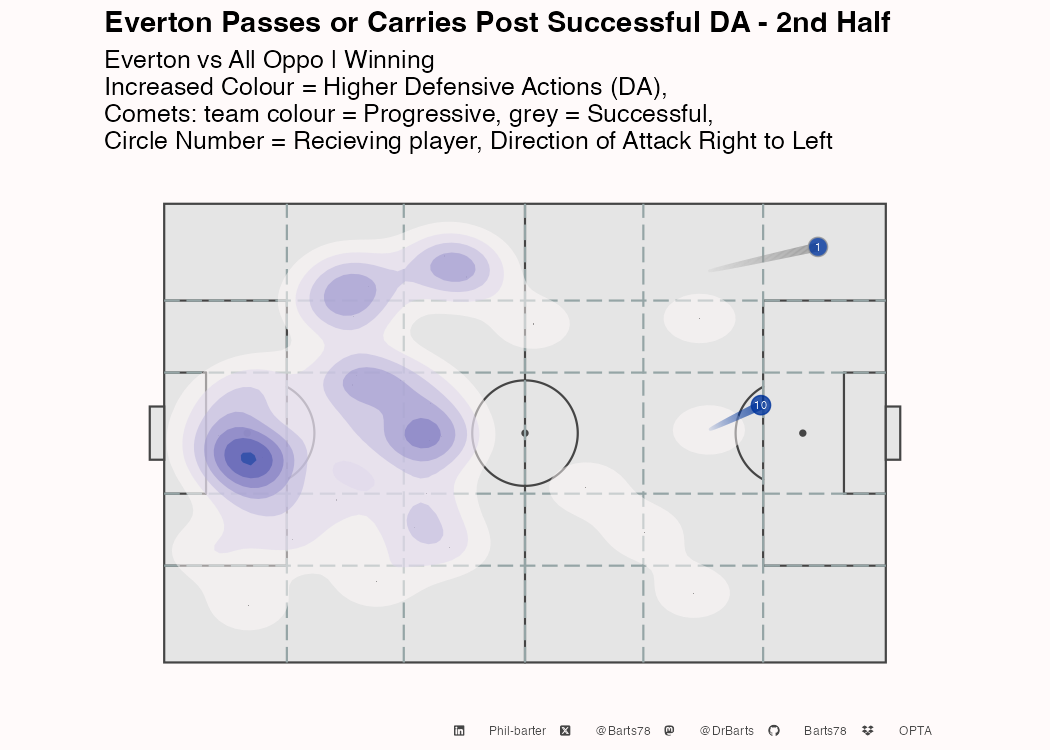 Everton Passes or Carries Post Successful DA - 2nd Half
Everton vs All Oppo | Winning
Increased Colour = Higher Defensive Actions (DA),
Comets: team colour = Progressive, grey = Successful,
Circle Number = Recieving player, Direction of Attack Right to Left
1
10
Phil-barter @Barts78 @DrBarts Barts78 OPTA